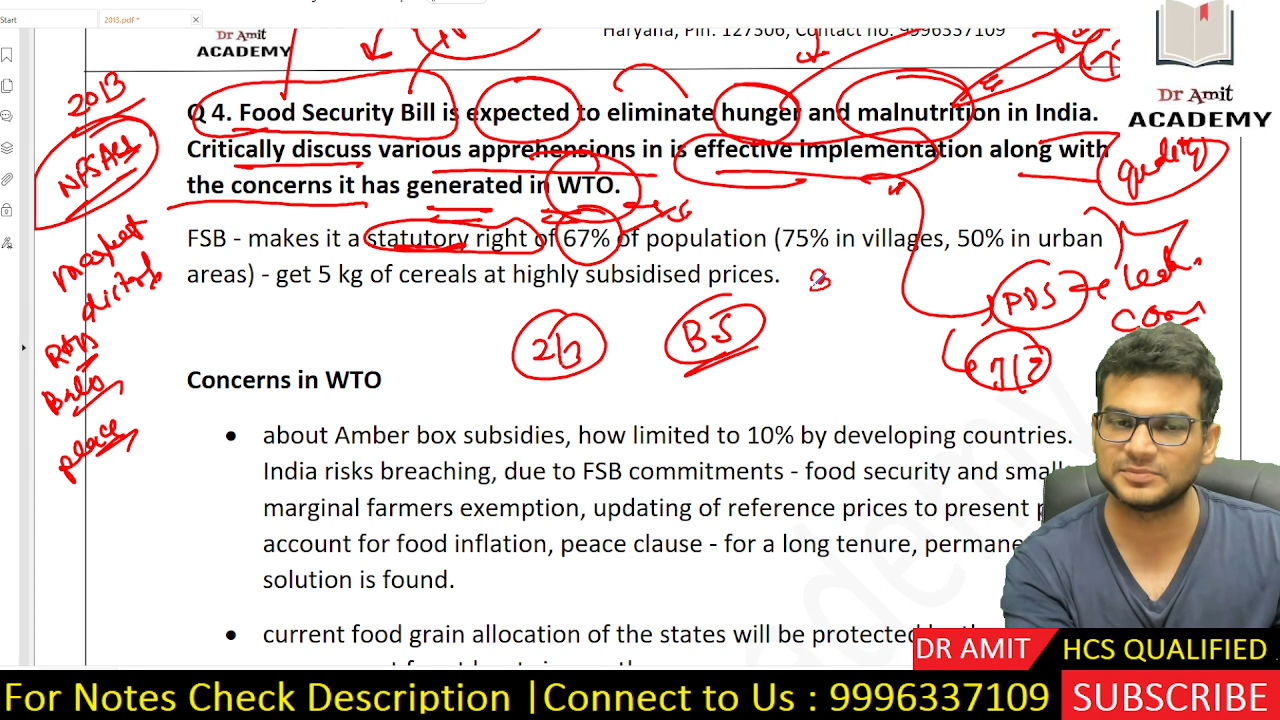 Start
2013.pdf *
Dr Amit
ACADEMY
Haryana, Pin. 127306, Contact no. 9996337109
Dr Amit
ACADEMY
2013
NFS Act
Q 4. Food Security Bill is expected to eliminate hunger and malnutrition in India.
Critically discuss various apprehensions in is effective implementation along with
the concerns it has generated in WTO.
quality
FSB - makes it a statutory right of 67% of population (75% in villages, 50% in urban
areas) - get 5 kg of cereals at highly subsidised prices.
Market
distort
PDS
2/3
Concerns in WTO
peace
about Amber box subsidies, how limited to 10% by developing countries.
India risks breaching, due to FSB commitments - food security and small
marginal farmers exemption, updating of reference prices to present
account for food inflation, peace clause - for a long tenure,
solution is found.
current food grain allocation of the states will be protected
DR AMIT
HCS QUALIFIED
For Notes Check Description | Connect to Us : 9996337109
SUBSCRIBE